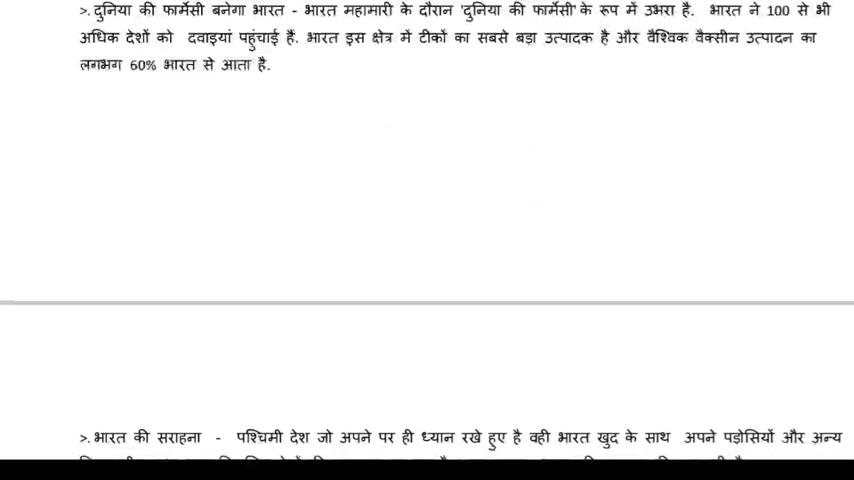 >. दुनिया की फार्मेसी बनेगा भारत - भारत महामारी के दौरान 'दुनिया की फार्मेसी' के रूप में उभरा है. भारत ने 100 से भी
अधिक देशों को दवाइयां पहुंचाई हैं. भारत इस क्षेत्र में टीकों का सबसे बड़ा उत्पादक है और वैश्विक वैक्सीन उत्पादन का
लगभग 60% भारत से आता है.
>. भारत की सराहना - पश्चिमी देश जो अपने पर ही ध्यान रखे हुए है वही भारत खुद के साथ अपने पड़ोसियों और अन्य